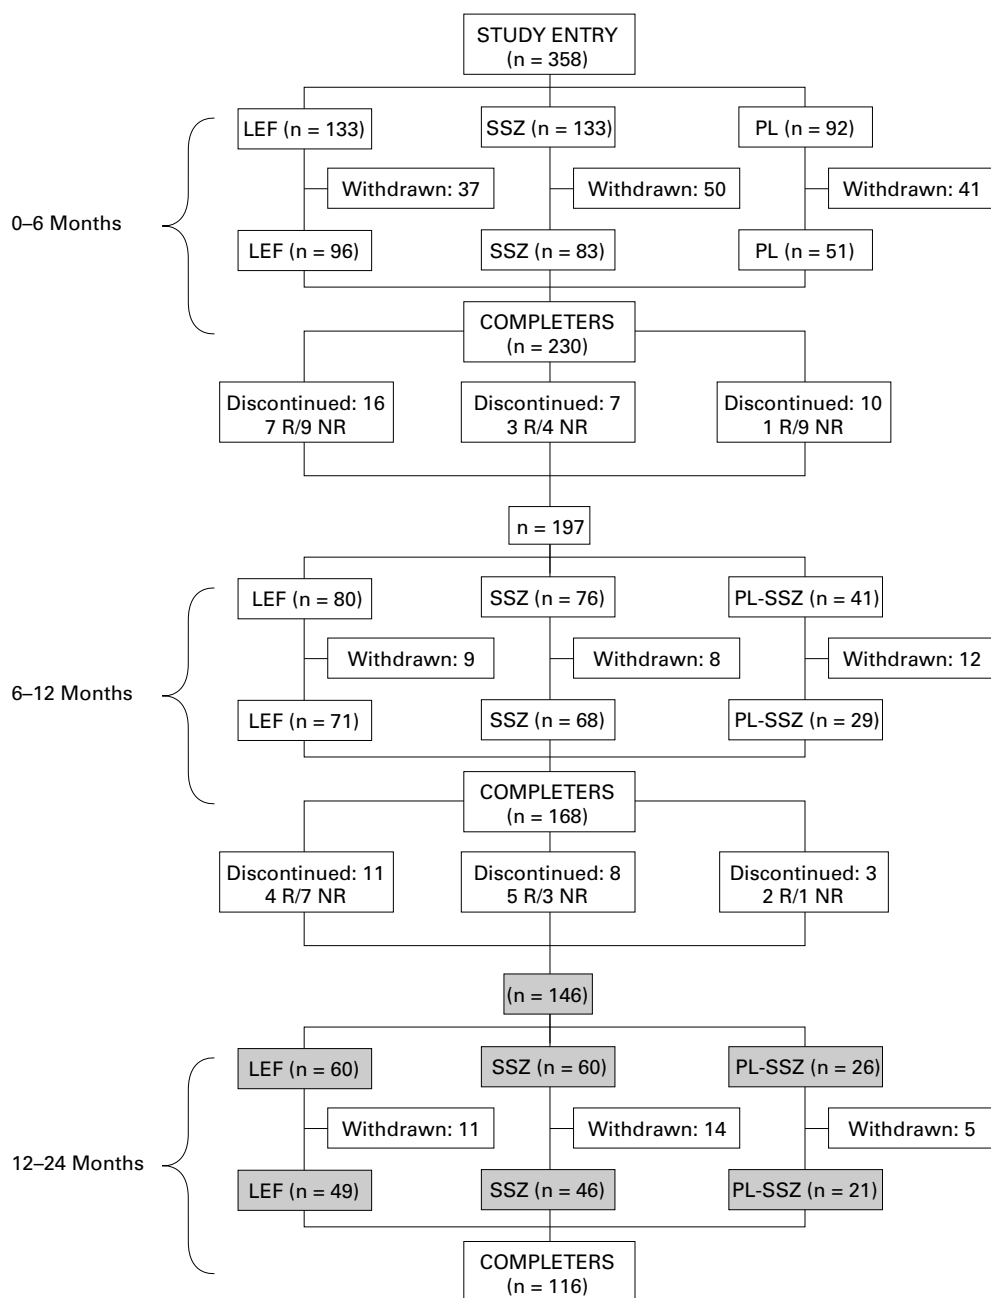 STUDY ENTRY
(n = 358)
LEF (n = 133)
SSZ (n = 133)
PL (n = 92)
Withdrawn: 37
Withdrawn: 50
Withdrawn: 41
0–6 Months
LEF (n = 96)
SSZ (n = 83)
PL (n = 51)
COMPLETERS
(n = 230)
Discontinued: 16
7 R/9 NR
Discontinued: 7
3 R/4 NR
Discontinued: 10
1 R/9 NR
n = 197
LEF (n = 80)
SSZ (n = 76)
PL-SSZ (n = 41)
Withdrawn: 9
Withdrawn: 8
Withdrawn: 12
6–12 Months
LEF (n = 71)
SSZ (n = 68)
PL-SSZ (n = 29)
COMPLETERS
(n = 168)
Discontinued: 11
4 R/7 NR
Discontinued: 8
5 R/3 NR
Discontinued: 3
2 R/1 NR
(n = 146)
LEF (n = 60)
SSZ (n = 60)
PL-SSZ (n = 26)
Withdrawn: 11
Withdrawn: 14
Withdrawn: 5
12–24 Months
LEF (n = 49)
SSZ (n = 46)
PL-SSZ (n = 21)
COMPLETERS
(n = 116)